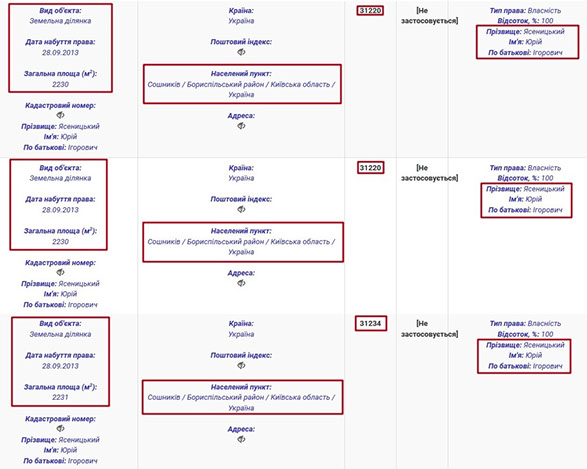 Вид об'єкта:
Земельна ділянка
Дата набуття права:
28.09.2013
Загальна площа (м²):
2230
Кадастровий номер:
Прізвище: Ясеницький
Ім'я: Юрій
По батькові: Ігорович
Країна:
Україна
Поштовий індекс:
Населений пункт:
Сошників / Бориспільський район / Київська область /
Україна
Адреса:
31220
[Не
застосовується]
Тип права: Власність
Відсоток, %: 100
Прізвище: Ясеницький
Ім'я: Юрій
По батькові: Ігорович
Вид об'єкта:
Земельна ділянка
Дата набуття права:
28.09.2013
Загальна площа (м²):
2230
Кадастровий номер:
Прізвище: Ясеницький
Ім'я: Юрій
По батькові: Ігорович
Країна:
Україна
Поштовий індекс:
Населений пункт:
Сошників / Бориспільський район / Київська область /
Україна
Адреса:
31220
[Не
застосовується]
Тип права: Власність
Відсоток, %: 100
Прізвище: Ясеницький
Ім'я: Юрій
По батькові: Ігорович
Вид об'єкта:
Земельна ділянка
Дата набуття права:
28.09.2013
Загальна площа (м²):
2231
Кадастровий номер:
Прізвище: Ясеницький
Ім'я: Юрій
По батькові: Ігорович
Країна:
Україна
Поштовий індекс:
Населений пункт:
Сошників / Бориспільський район / Київська область /
Україна
Адреса:
31234
[Не
застосовується]
Тип права: Власність
Відсоток, %: 100
Прізвище: Ясеницький
Ім'я: Юрій
По батькові: Ігорович